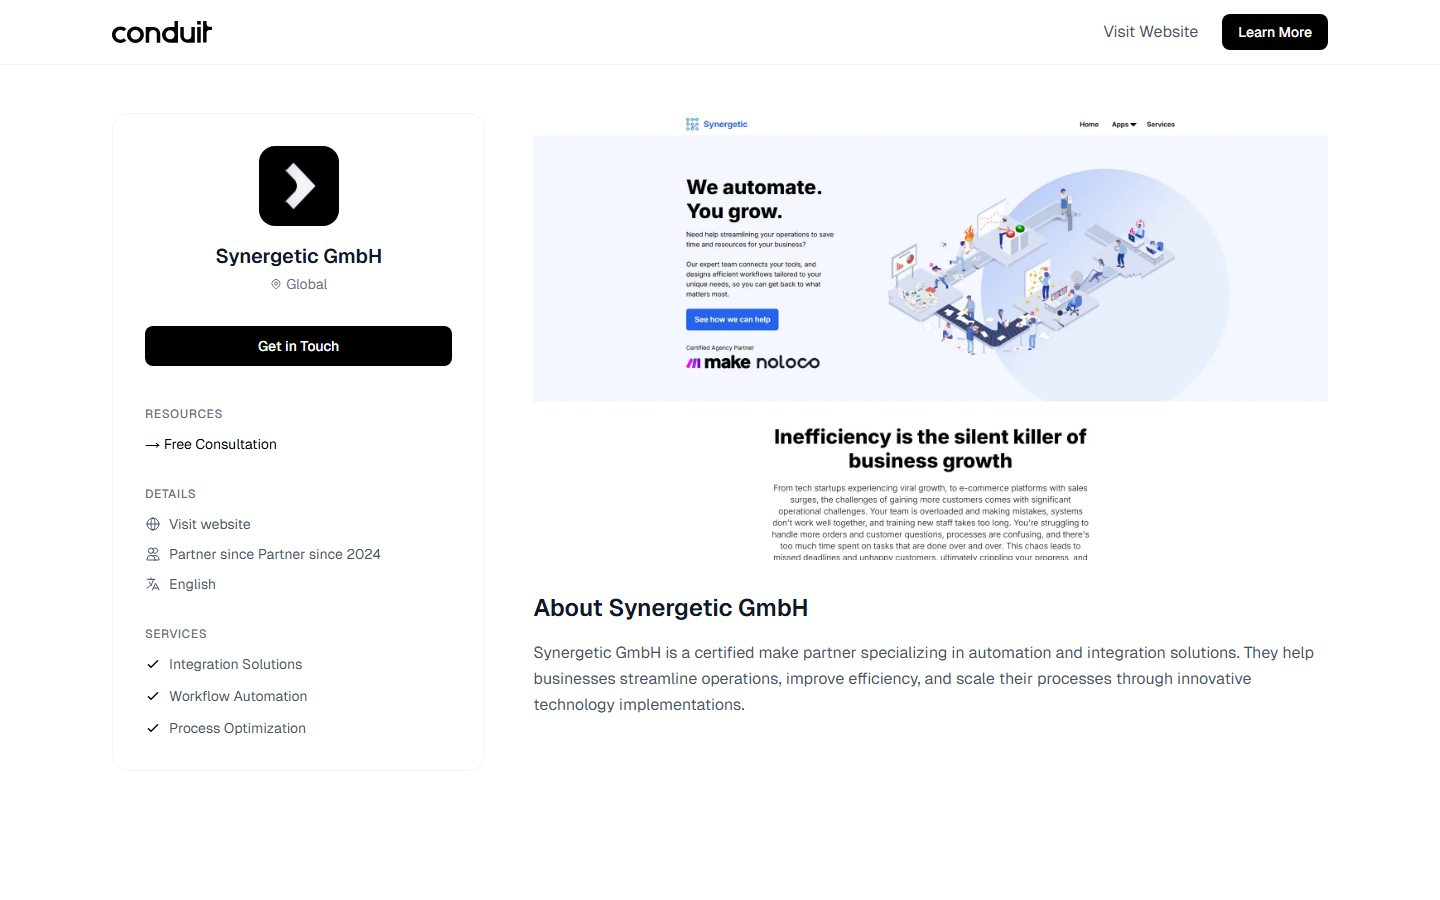 conduit
Visit Website
Learn More
Synergetic GmbH
Global
Get in Touch
RESOURCES
→ Free Consultation
DETAILS
Visit website
Partner since Partner since 2024
English
SERVICES
Integration Solutions
Workflow Automation
Process Optimization
Synergetic
Home
Apps
Services
We automate.
You grow.
Need help streamlining your operations to save
time and resources for your business?
Our expert team connects your tools, and
designs efficient workflows tailored to your
unique needs, so you can get back to what
matters most.
See how we can help
Certified Agency Partner
make noloco
Inefficiency is the silent killer of
business growth
From tech startups experiencing viral growth, to e-commerce platforms with sales
surges, the challenges of gaining more customers comes with significant
operational challenges. Your team is overloaded and making mistakes, systems
don't work well together, and training new staff takes too long. You're struggling to
handle more orders and customer questions, processes are confusing, and there's
too much time spent on tasks that are done over and over. This chaos leads to
missed deadlines and unhappy customers, ultimately crippling your progress, and
About Synergetic GmbH
Synergetic GmbH is a certified make partner specializing in automation and integration solutions. They help
businesses streamline operations, improve efficiency, and scale their processes through innovative
technology implementations.